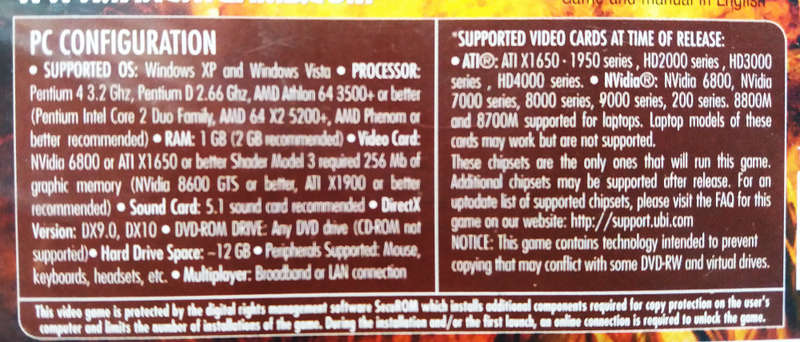 Game and manual in English
PC CONFIGURATION
• SUPPORTED OS: Windows XP and Windows Vista • PROCESSOR:
Pentium 4 3.2 Ghz, Pentium D 2.66 Ghz, AMD Athlon 64 3500+ or better
(Pentium Intel Core 2 Duo Family, AMD 64 X2 5200+, AMD Phenom or
better recommended) • RAM: 1 GB (2 GB recommended) • Video Card:
NVidia 6800 or ATI X1650 or better Shader Model 3 required 256 Mb of
graphic memory (NVidia 8600 GTS or better, ATI X1900 or better
recommended) • Sound Card: 5.1 sound card recommended • DirectX
Version: DX9.0, DX10 • DVD-ROM DRIVE: Any DVD drive (CD-ROM not
supported)• Hard Drive Space: ~12 GB • Peripherals Supported: Mouse,
keyboards, headsets, etc. • Multiplayer: Broadband or LAN connection
*SUPPORTED VIDEO CARDS AT TIME OF RELEASE:
• ATI®: ATI X1650 - 1950 series , HD2000 series , HD3000
series , HD4000 series. • NVidia®: NVidia 6800, NVidia
7000 series, 8000 series, 9000 series, 200 series. 8800M
and 8700M supported for laptops. Laptop models of these
cards may work but are not supported.
These chipsets are the only ones that will run this game.
Additional chipsets may be supported after release. For an
uptodate list of supported chipsets, please visit the FAQ for this
game on our website: http://support.ubi.com
NOTICE: This game contains technology intended to prevent
copying that may conflict with some DVD-RW and virtual drives.
This video game is protected by the digital rights management software SecuROM which installs additional components required for copy protection on the user's
computer and limits the number of installations of the game. During the installation and/or the first launch, an online connection is required to unlock the game.